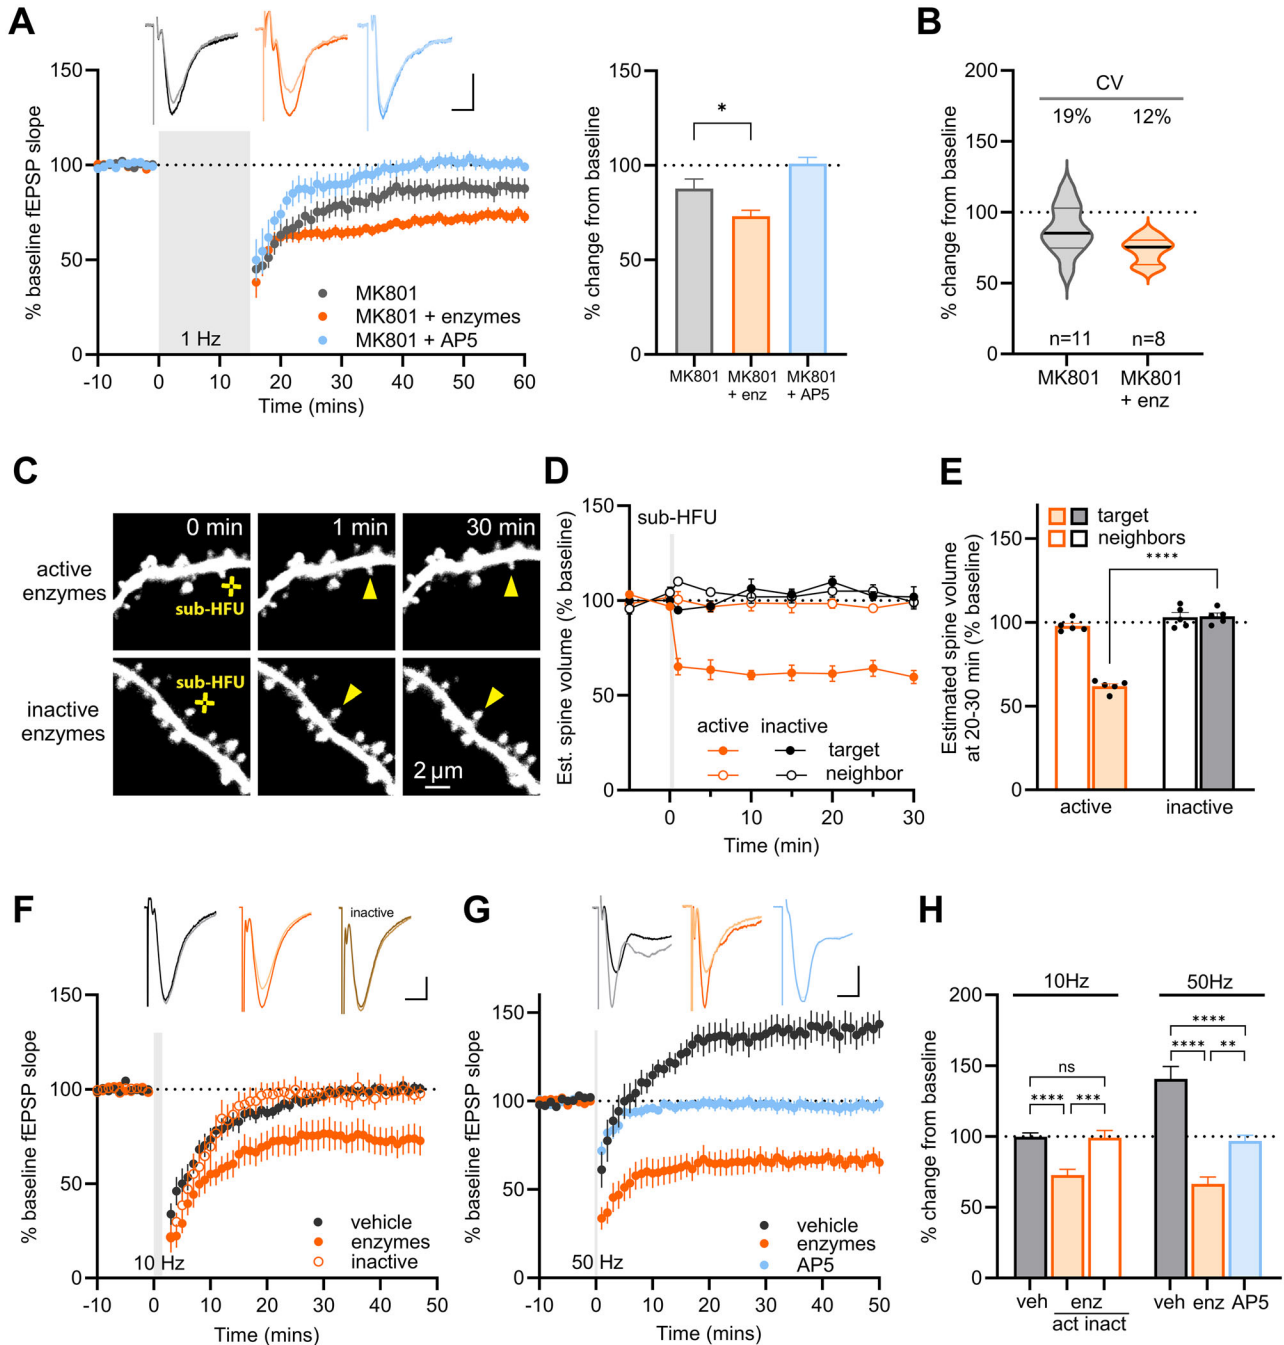 A
150
100
50
0
% baseline fEPSP slope
1 Hz
MK801
MK801 + enzymes
MK801 + AP5
-10
0
10
20
30
40
50
60
Time (mins)
150
100
50
0
% change from baseline
*
MK801
MK801
+ enz
MK801
+ AP5
B
200
150
100
50
0
% change from baseline
CV
19%
12%
n=11
n=8
MK801
MK801
+ enz
C
0 min
1 min
30 min
active
enzymes
sub-HFU
inactive
enzymes
sub-HFU
2 µm
D
150
100
50
0
Est. spine volume (% baseline)
sub-HFU
active
inactive
target
neighbor
0
10
20
30
Time (min)
E
150
100
50
0
Estimated spine volume
at 20-30 min (% baseline)
target
neighbors
****
active
inactive
F
inactive
150
100
50
0
% baseline fEPSP slope
10 Hz
vehicle
enzymes
inactive
-10
0
10
20
30
40
50
Time (mins)
G
150
100
50
0
% baseline fEPSP slope
50 Hz
vehicle
enzymes
AP5
-10
0
10
20
30
40
50
Time (mins)
H
200
150
100
50
0
% change from baseline
10Hz
50Hz
ns
****
***
****
****
**
veh
enz
act inact
veh enz AP5